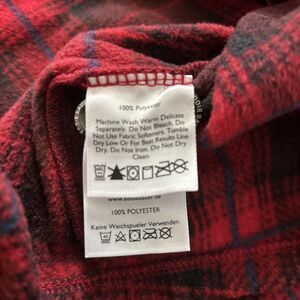 100% Polyester
Machine Wash Warm Delicate
Separately. Do Not Bleach. Do
Not Use Fabric Softeners. Tumble
Dry Low Or For Best Results Line
Dry. Do Not Iron. Do Not Dry
Clean.
www.eddiebauer.de
100% POLYESTER
Keine Weichspueler Verwenden.